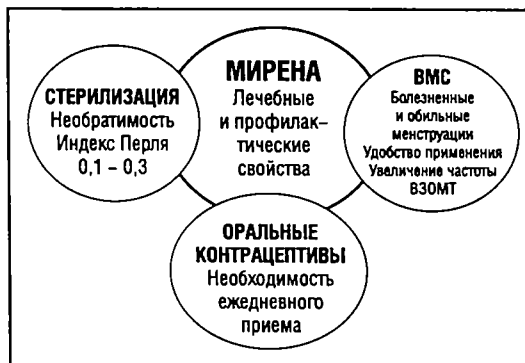 МИРЕНА
Лечебные
и профилак-
тические
свойства
СТЕРИЛИЗАЦИЯ
Необратимость
Индекс Перля
0,1 – 0,3
ВМС
Болезненные
и обильные
менструации
Удобство применения
Увеличение частоты
ВЗОМТ
ОРАЛЬНЫЕ
КОНТРАЦЕПТИВЫ
Необходимость
ежедневного
приема